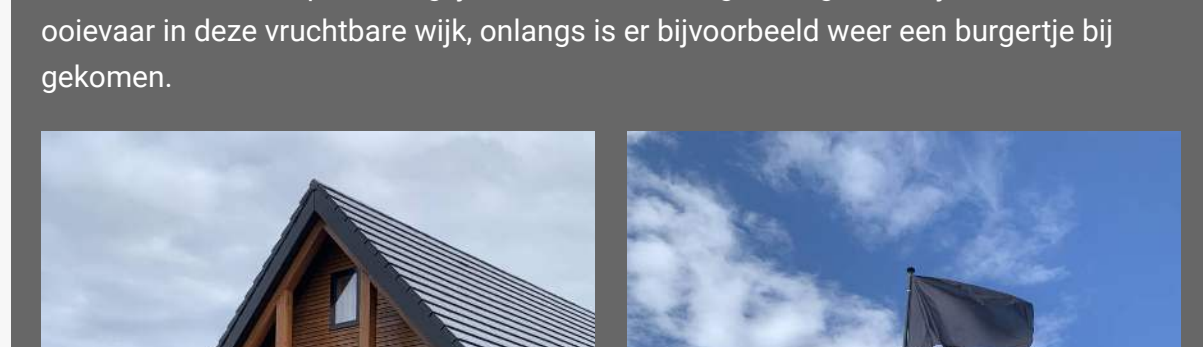 ooievaar in deze vruchtbare wijk, onlangs is er bijvoorbeeld weer een burgertje bij
gekomen.